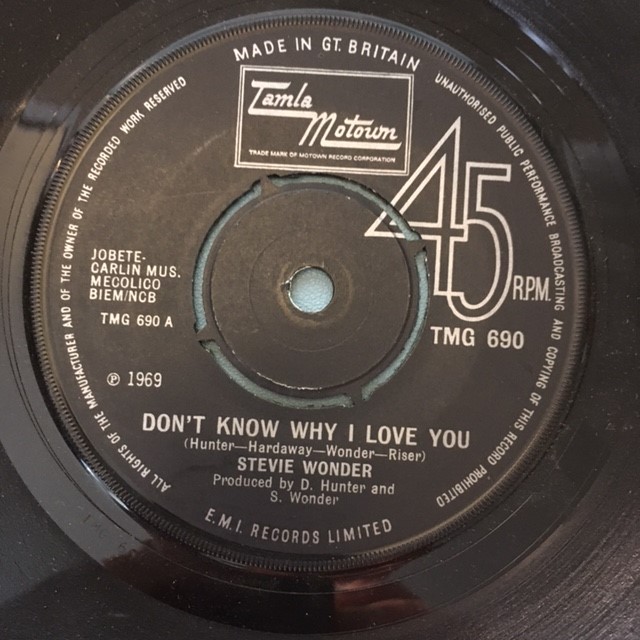 MADE IN GT. BRITAIN
Tamla
Motown
TRADE MARK OF MOTOWN RECORD CORPORATION
45
R.P.M.
JOBETE-
CARLIN MUS.
MECOLICO
BIEM/NCB
TMG 690 A
TMG 690
℗ 1969
DON'T KNOW WHY I LOVE YOU
(Hunter—Hardaway—Wonder—Riser)
STEVIE WONDER
Produced by D. Hunter and
S. Wonder
E.M.I. RECORDS LIMITED
ALL RIGHTS OF THE MANUFACTURER AND OF THE OWNER OF THE RECORDED WORK RESERVED
UNAUTHORISED PUBLIC PERFORMANCE BROADCASTING AND COPYING OF THIS RECORD PROHIBITED